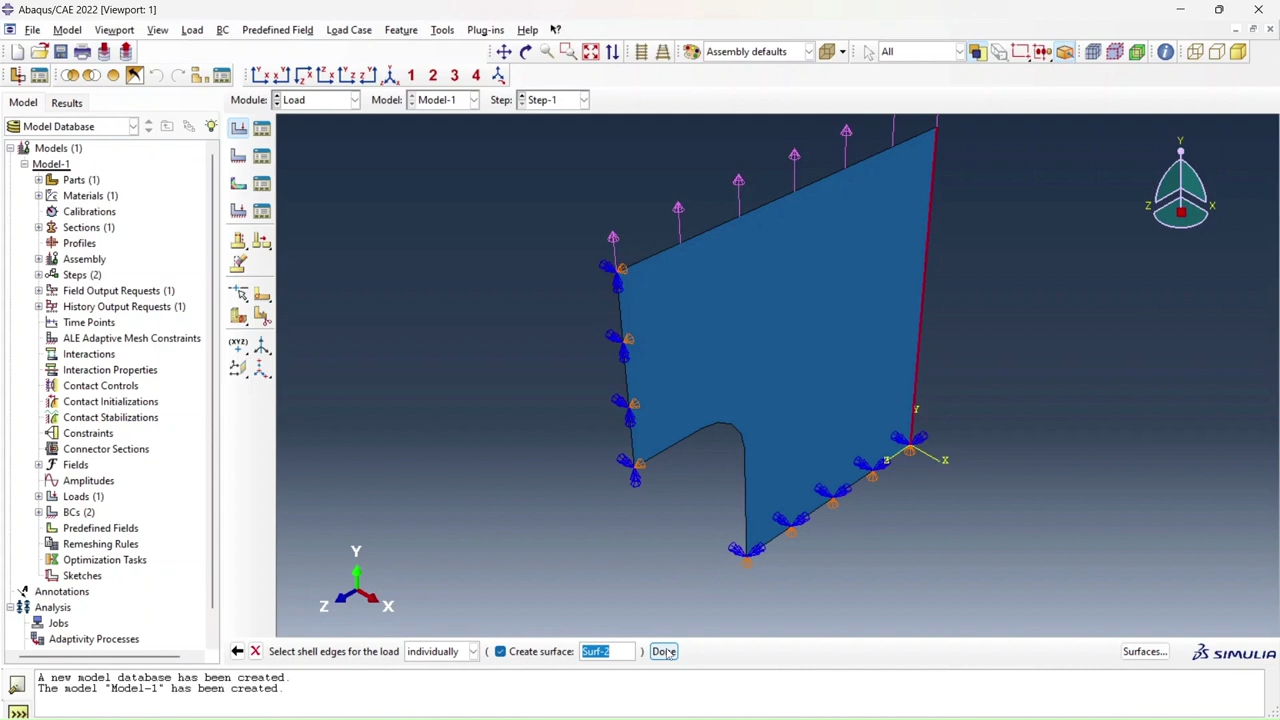 Abaqus/CAE 2022 [Viewport: 1]
File Model Viewport View Load BC Predefined Field Load Case Feature Tools Plug-ins Help
Assembly defaults All
1 2 3 4
Model Results Module: Load Model: Model-1 Step: Step-1
Model Database
Models (1)
Model-1
Parts (1)
Materials (1)
Calibrations
Sections (1)
Profiles
Assembly
Steps (2)
Field Output Requests (1)
History Output Requests (1)
Time Points
ALE Adaptive Mesh Constraints
Interactions
Interaction Properties
Contact Controls
Contact Initializations
Contact Stabilizations
Constraints
Connector Sections
Fields
Amplitudes
Loads (1)
BCs (2)
Predefined Fields
Remeshing Rules
Optimization Tasks
Sketches
Annotations
Analysis
Jobs
Adaptivity Processes
(XYZ)
Y
Z X
Y
Z X
Y
Z X
Select shell edges for the load individually ( Create surface: Surf-2 ) Done Surfaces... SIMULIA
A new model database has been created.
The model "Model-1" has been created.